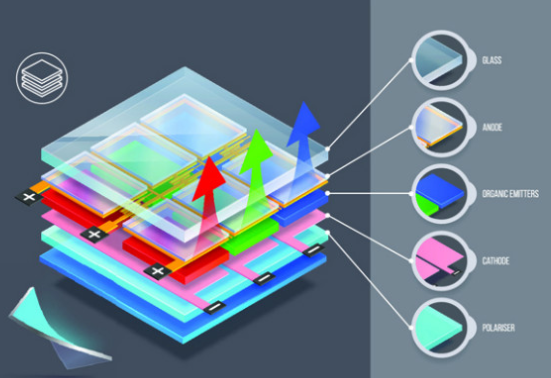 GLASS
ANODE
ORGANIC EMITTERS
CATHODE
POLARISER
+
+
+
−
−
−